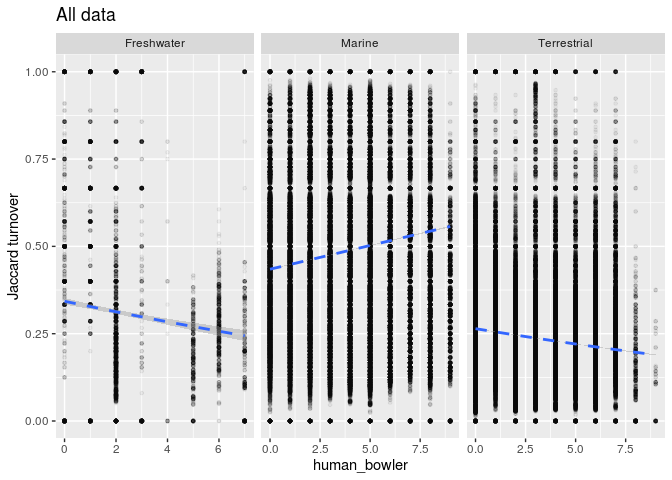 All data
Freshwater Marine Terrestrial
1.00
0.75
0.50
0.25
0.00
Jaccard turnover
0 2 4 6 0.0 2.5 5.0 7.5 0.0 2.5 5.0 7.5
human_bowler